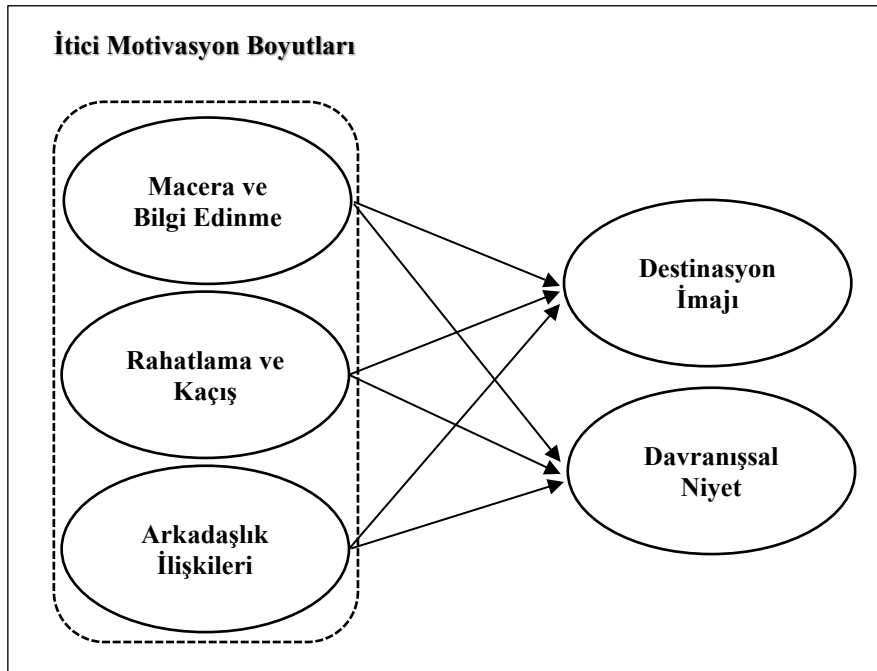 İtici Motivasyon Boyutları
Macera ve
Bilgi Edinme
Rahatlama ve
Kaçış
Arkadaşlık
İlişkileri
Destinasyon
İmajı
Davranışsal
Niyet